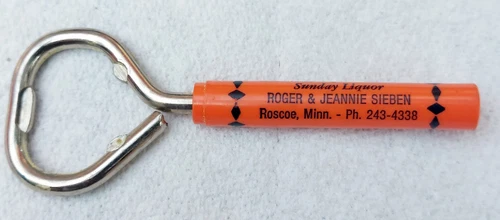 Sunday Liquor
ROGER & JEANNIE SIEBEN
Roscoe, Minn. - Ph. 243-4338